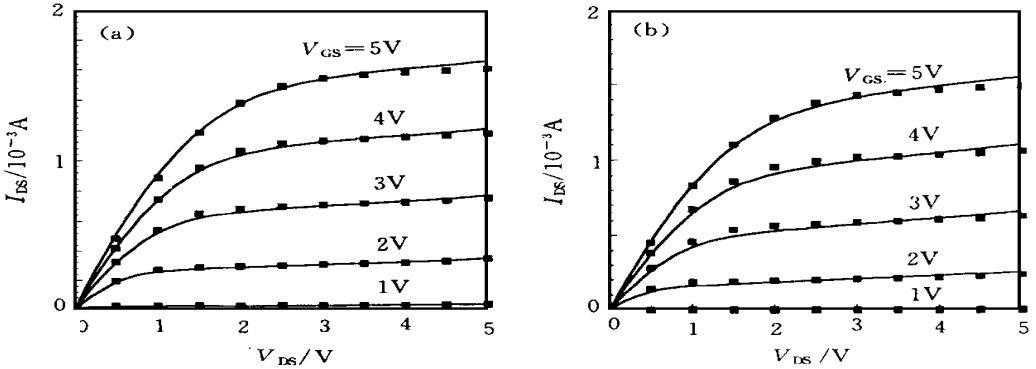 2
(a)
V_GS=5V
4V
1
3V
2V
1V
0
0 1 2 3 4 5
I_DS/10⁻³A
V_DS/V
2
(b)
V_GS=5V
4V
1
3V
2V
1V
0
0 1 2 3 4 5
I_DS/10⁻³A
V_DS/V